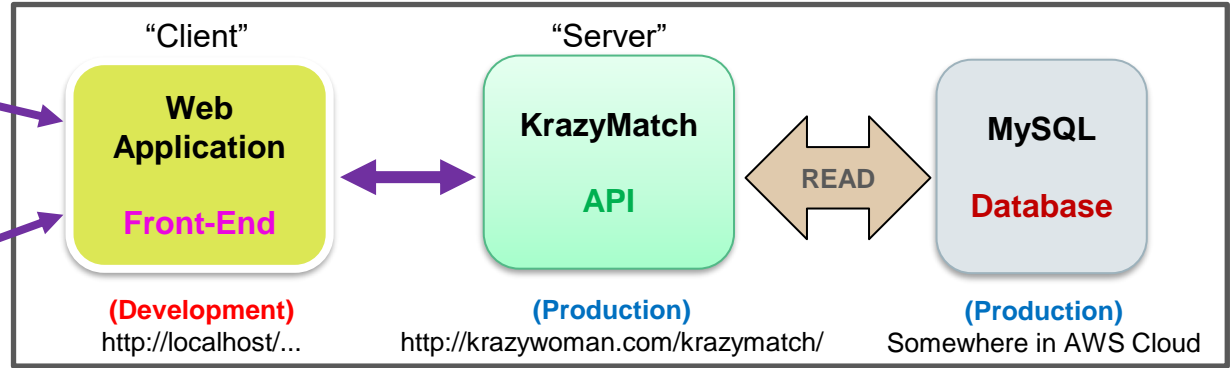 “Client”
“Server”
Web
Application
Front-End
KrazyMatch
API
READ
MySQL
Database
(Development)
http://localhost/...
(Production)
http://krazywoman.com/krazymatch/
(Production)
Somewhere in AWS Cloud